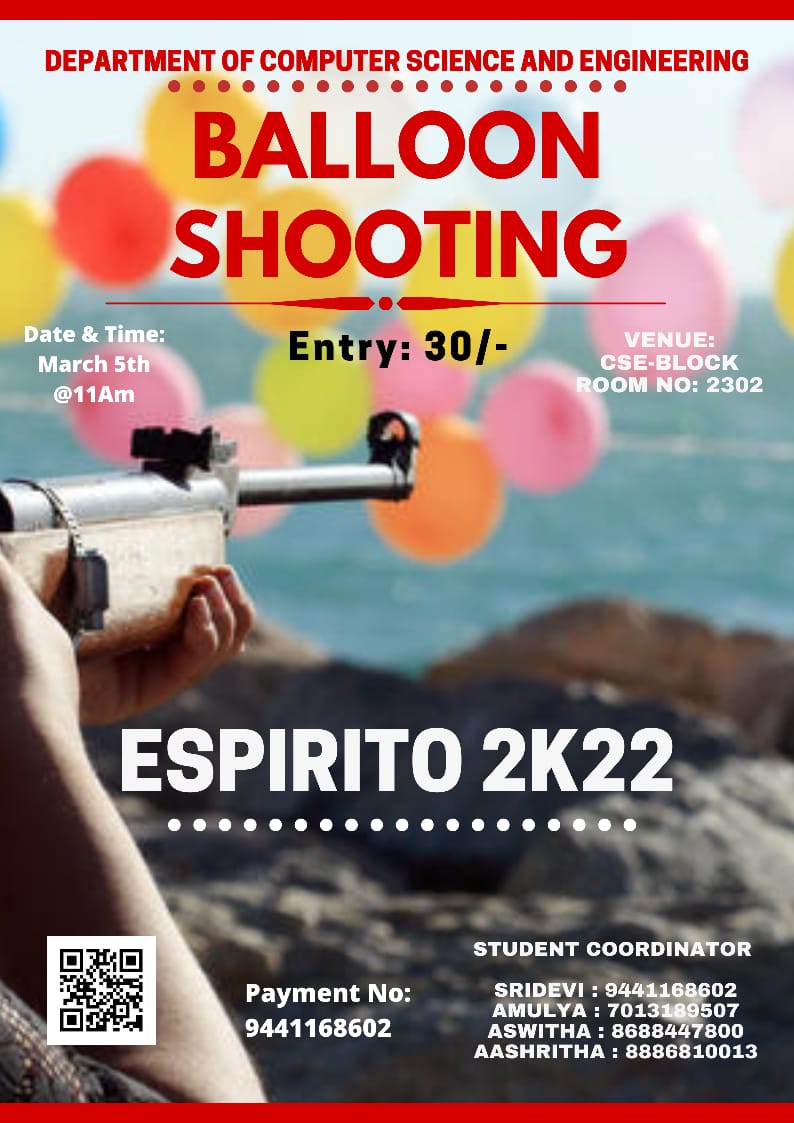 DEPARTMENT OF COMPUTER SCIENCE AND ENGINEERING
BALLOON
SHOOTING
Date & Time:
March 5th
@11Am
Entry: 30/-
VENUE:
CSE-BLOCK
ROOM NO: 2302
ESPIRITO 2K22
Payment No:
9441168602
STUDENT COORDINATOR
SRIDEVI : 9441168602
AMULYA : 7013189507
ASWITHA : 8688447800
AASHRITHA : 8886810013